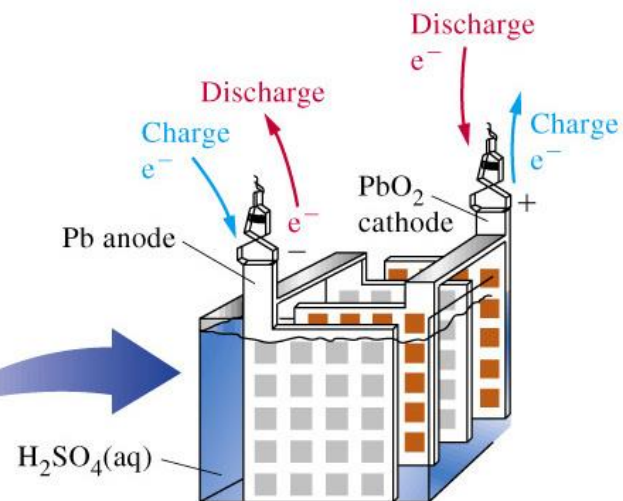 Discharge
e⁻
Discharge
Charge
e⁻
Charge
e⁻
PbO₂
cathode
+
e⁻
Pb anode
−
H₂SO₄(aq)